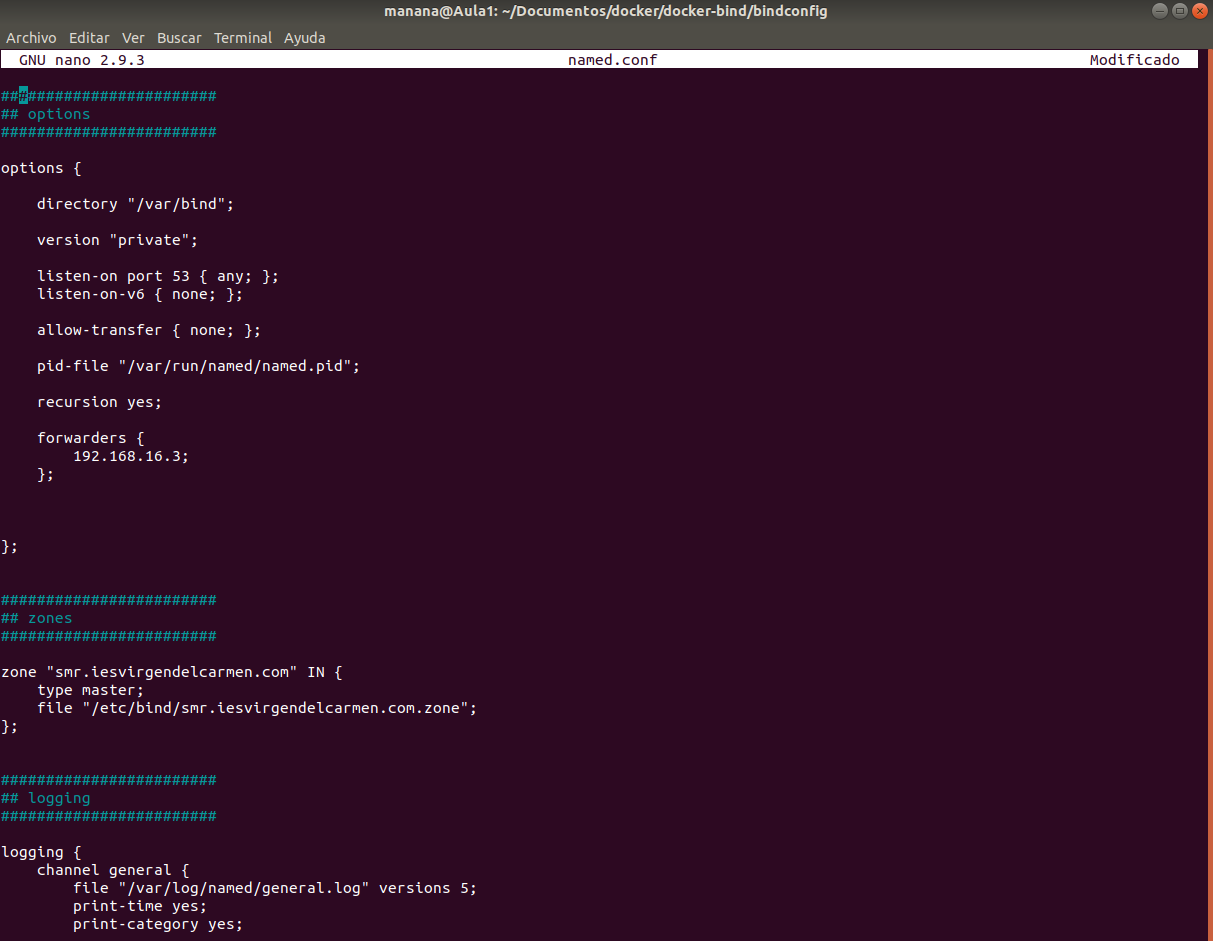 manana@Aula1: ~/Documentos/docker/docker-bind/bindconfig
Archivo Editar Ver Buscar Terminal Ayuda
GNU nano 2.9.3 named.conf Modificado
########################
## options
########################
options {
directory "/var/bind";
version "private";
listen-on port 53 { any; };
listen-on-v6 { none; };
allow-transfer { none; };
pid-file "/var/run/named/named.pid";
recursion yes;
forwarders {
192.168.16.3;
};
};
########################
## zones
########################
zone "smr.iesvirgendelcarmen.com" IN {
type master;
file "/etc/bind/smr.iesvirgendelcarmen.com.zone";
};
########################
## logging
########################
logging {
channel general {
file "/var/log/named/general.log" versions 5;
print-time yes;
print-category yes;